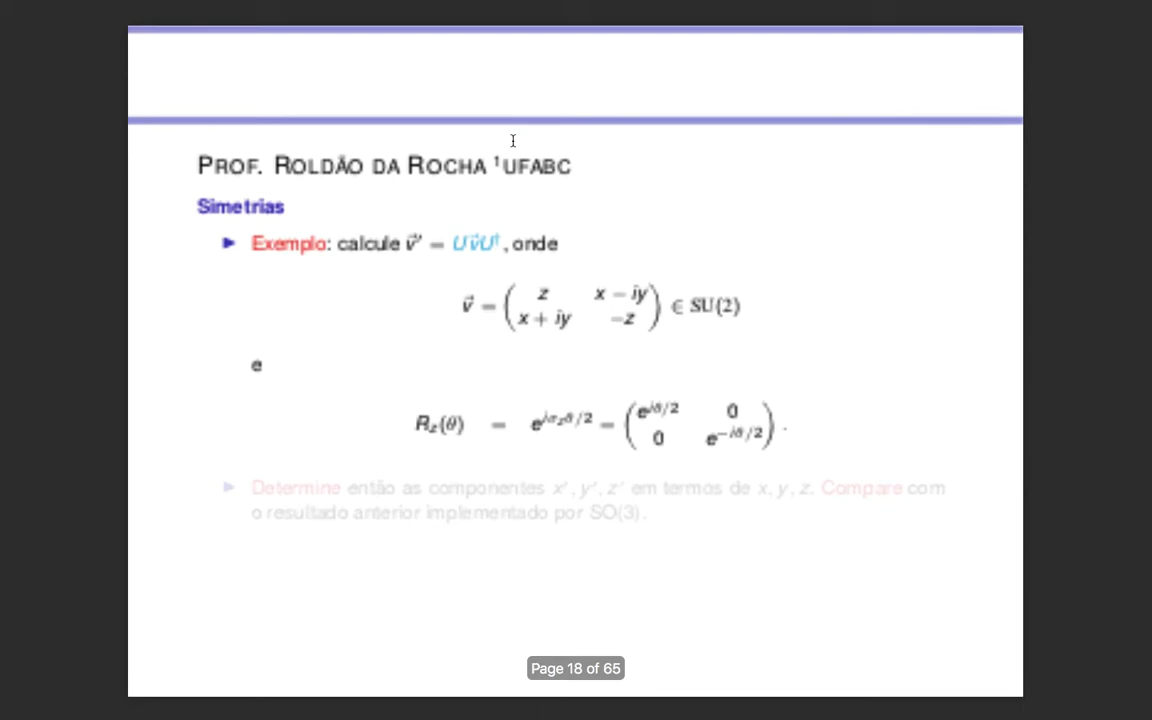 PROF. ROLDÃO DA ROCHA †UFABC
Simetrias
► Exemplo: calcule v⃗′ = Uv⃗U†, onde
v⃗ = ( z x − iy ; x + iy −z ) ∈ SU(2)
e
R_z(θ) = e^{iσ_zθ/2} = ( e^{iθ/2} 0 ; 0 e^{−iθ/2} ) .
► Determine então as componentes x′, y′, z′ em termos de x, y, z. Compare com
o resultado anterior implementado por SO(3).
Page 18 of 65